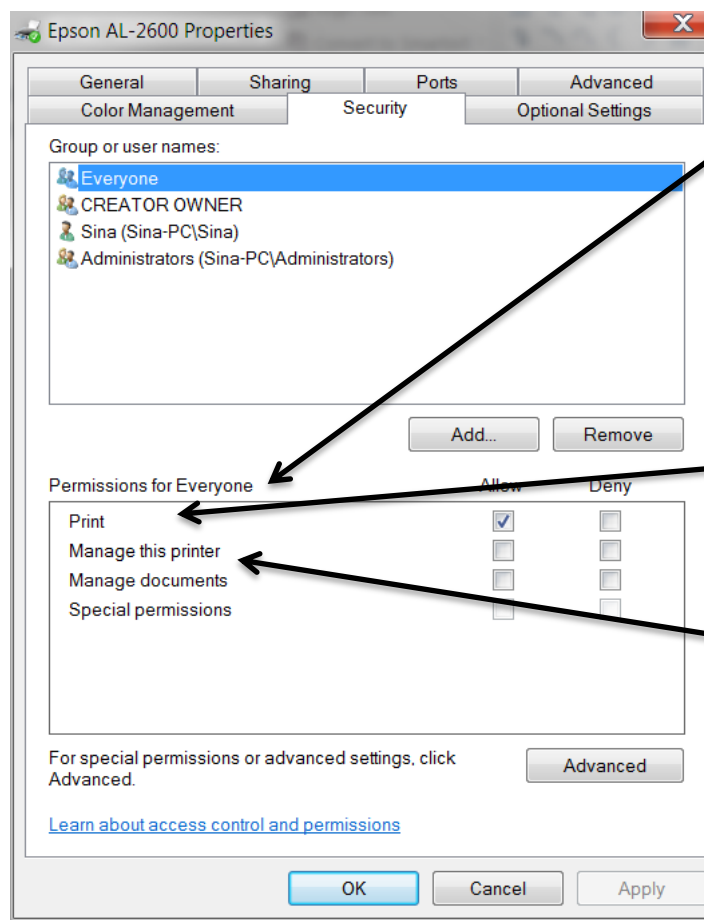 Epson AL-2600 Properties
General Sharing Ports Advanced
Color Management Security Optional Settings
Group or user names:
Everyone
CREATOR OWNER
Sina (Sina-PC\Sina)
Administrators (Sina-PC\Administrators)
Add... Remove
Permissions for Everyone Allow Deny
Print
Manage this printer
Manage documents
Special permissions
For special permissions or advanced settings, click
Advanced.
Advanced
Learn about access control and permissions
OK Cancel Apply